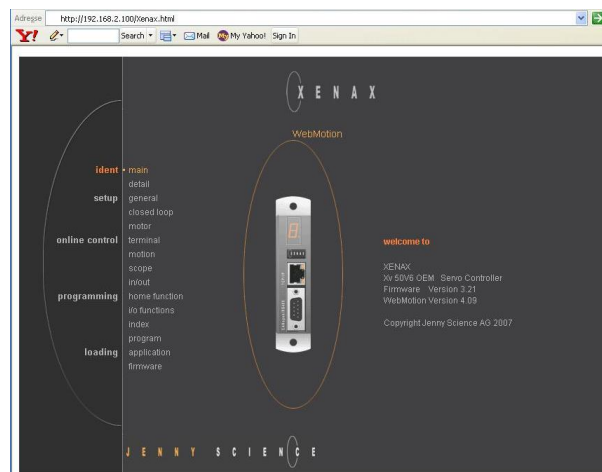 Adresse http://192.168.2.100/Xenax.html
Y! Search Mail My Yahoo! Sign In
XENAX
WebMotion
ident main
detail
setup general
closed loop
motor
online control terminal
motion
scope
in/out
programming home function
i/o functions
index
program
loading application
firmware
welcome to
XENAX
Xv 50V6 OEM Servo Controller
Firmware Version 3.21
WebMotion Version 4.09
Copyright Jenny Science AG 2007
JENNY SCIENCE